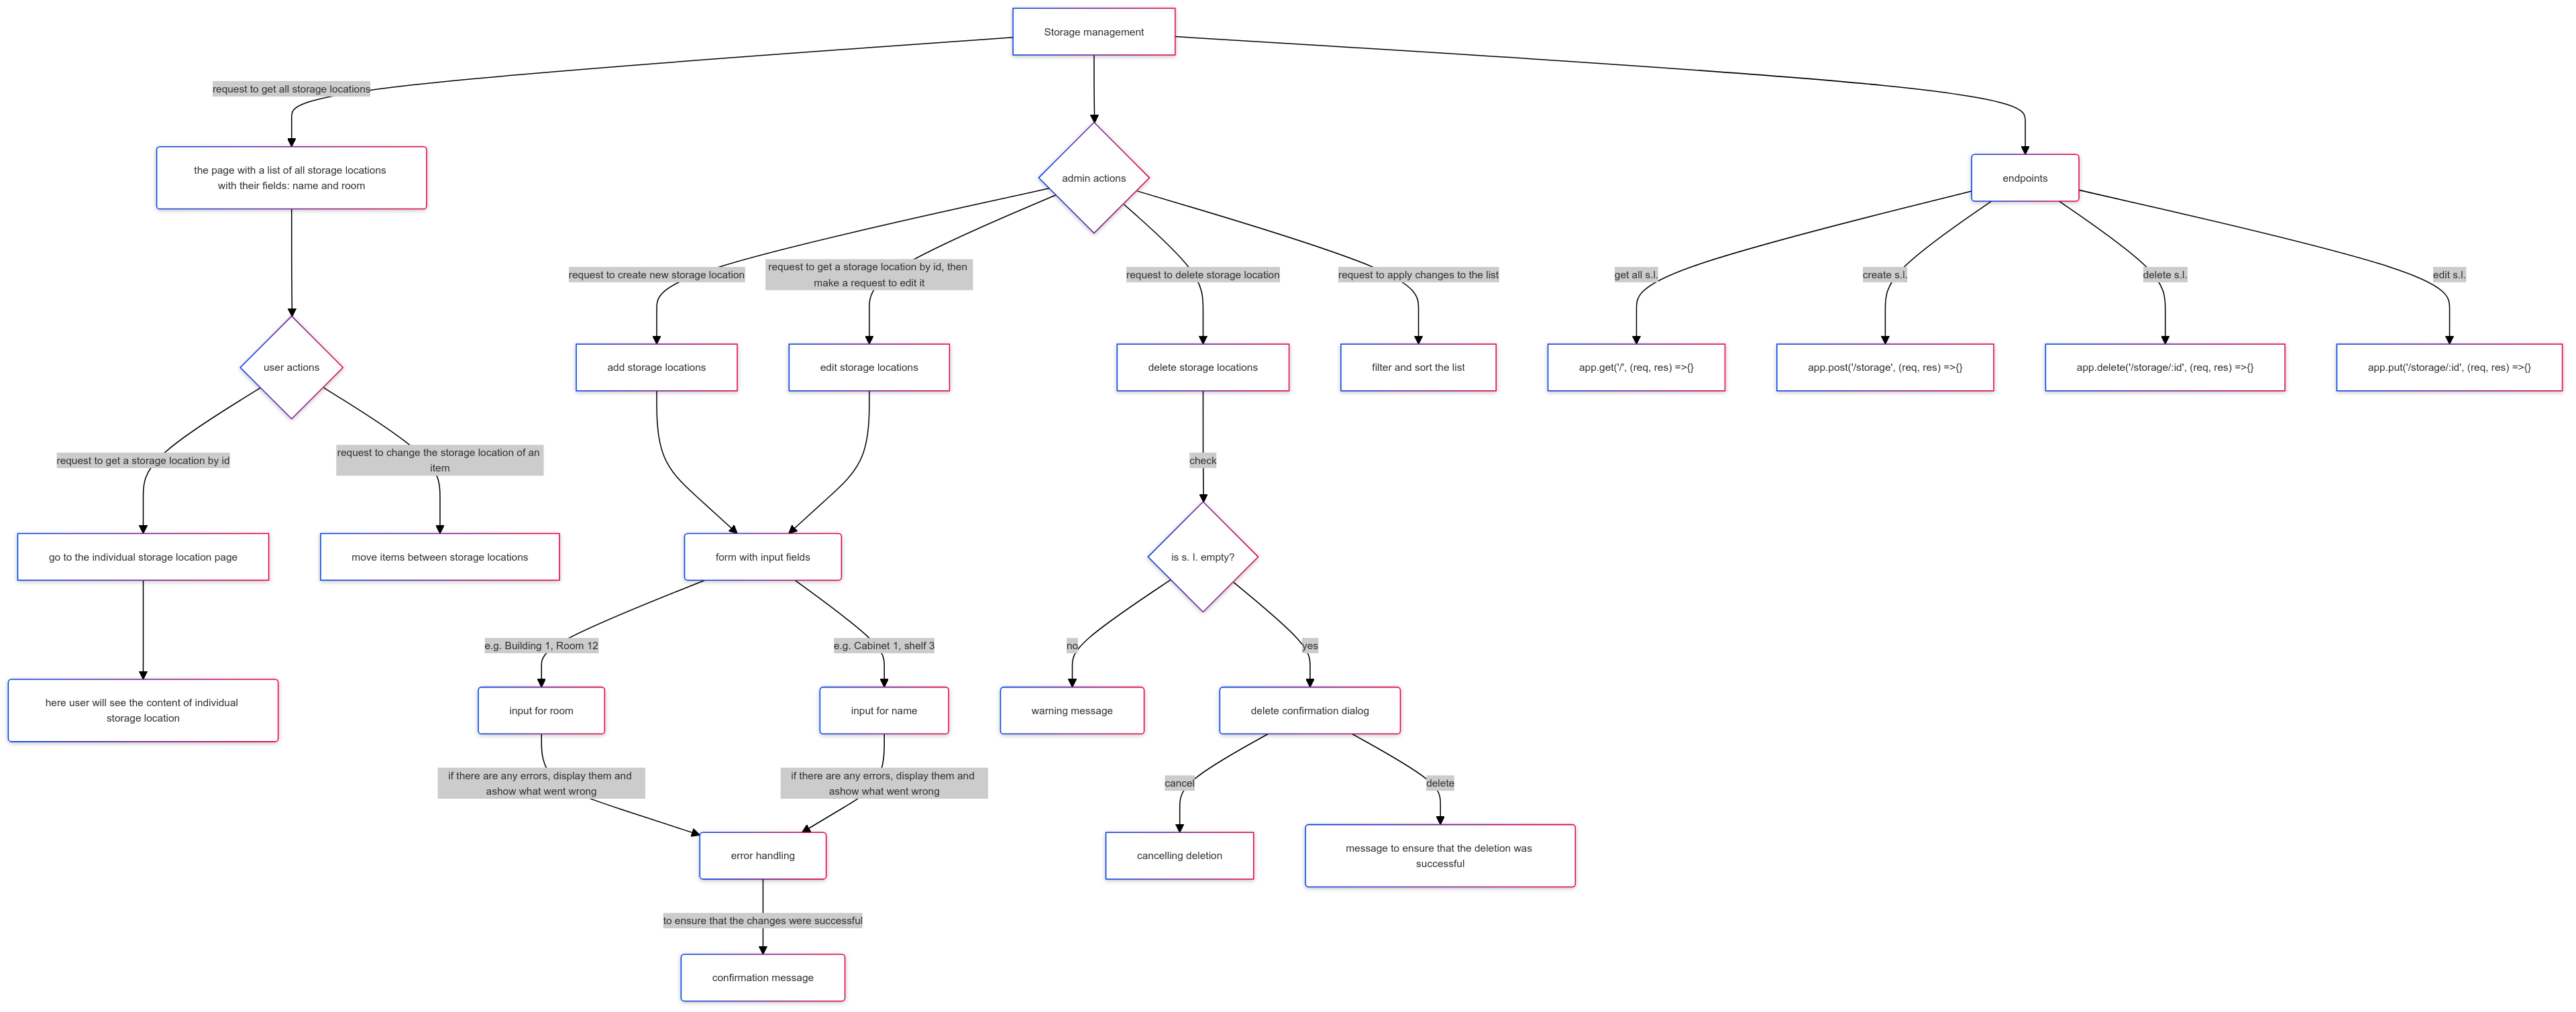 Storage management
request to get all storage locations
the page with a list of all storage locations
with their fields: name and room
admin actions
endpoints
request to create new storage location
request to get a storage location by id, then
make a request to edit it
request to delete storage location
request to apply changes to the list
get all s.l.
create s.l.
delete s.l.
edit s.l.
user actions
add storage locations
edit storage locations
delete storage locations
filter and sort the list
app.get('/', (req, res) =>{}
app.post('/storage', (req, res) =>{}
app.delete('/storage/:id', (req, res) =>{}
app.put('/storage/:id', (req, res) =>{}
request to get a storage location by id
request to change the storage location of an
item
check
go to the individual storage location page
move items between storage locations
form with input fields
is s. l. empty?
e.g. Building 1, Room 12
e.g. Cabinet 1, shelf 3
no
yes
here user will see the content of individual
storage location
input for room
input for name
warning message
delete confirmation dialog
if there are any errors, display them and
ashow what went wrong
if there are any errors, display them and
ashow what went wrong
cancel
delete
error handling
cancelling deletion
message to ensure that the deletion was
successful
to ensure that the changes were successful
confirmation message